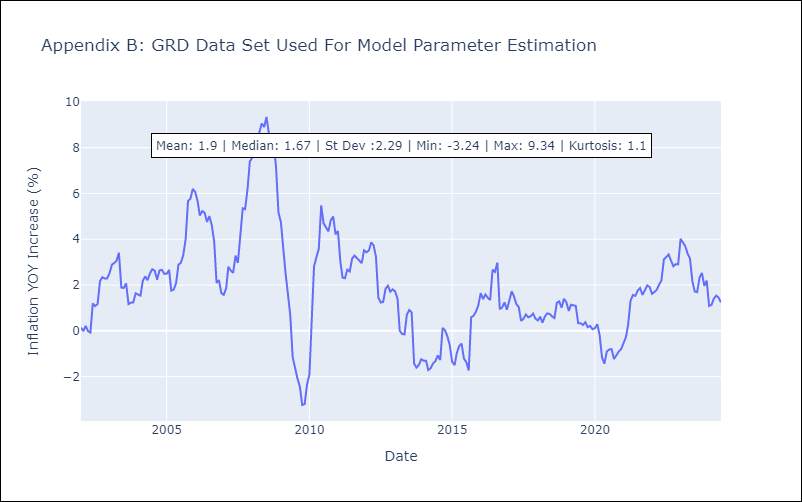 Appendix B: GRD Data Set Used For Model Parameter Estimation
10
Mean: 1.9 | Median: 1.67 | St Dev :2.29 | Min: -3.24 | Max: 9.34 | Kurtosis: 1.1
8
6
4
2
0
−2
Inflation YOY Increase (%)
2005
2010
2015
2020
Date